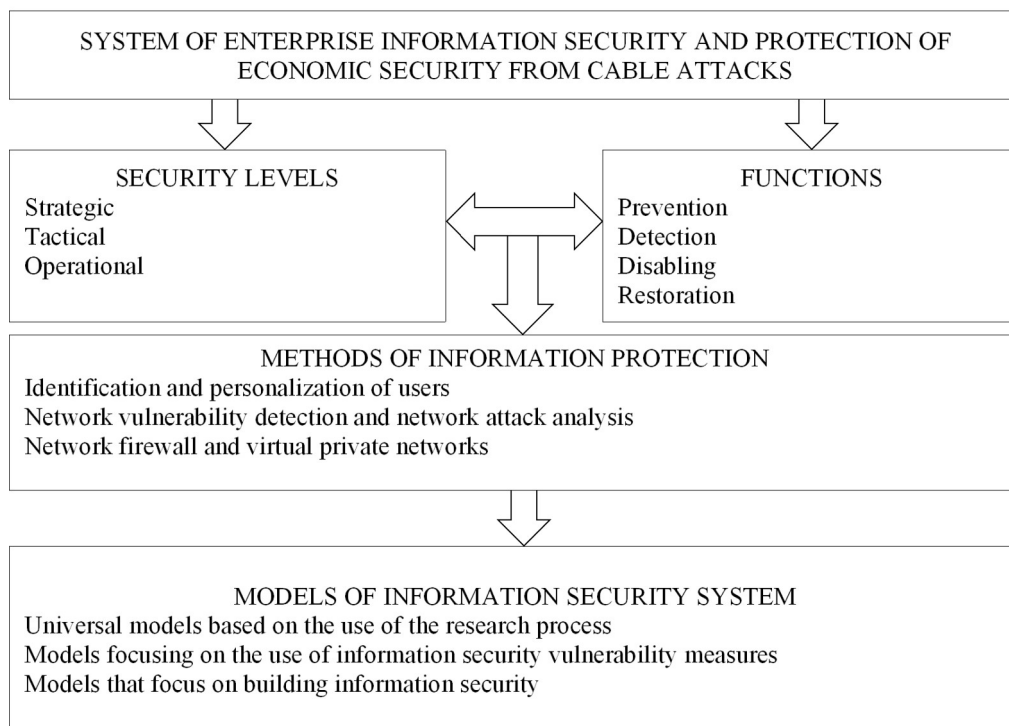 SYSTEM OF ENTERPRISE INFORMATION SECURITY AND PROTECTION OF
ECONOMIC SECURITY FROM CABLE ATTACKS
SECURITY LEVELS
Strategic
Tactical
Operational
FUNCTIONS
Prevention
Detection
Disabling
Restoration
METHODS OF INFORMATION PROTECTION
Identification and personalization of users
Network vulnerability detection and network attack analysis
Network firewall and virtual private networks
MODELS OF INFORMATION SECURITY SYSTEM
Universal models based on the use of the research process
Models focusing on the use of information security vulnerability measures
Models that focus on building information security